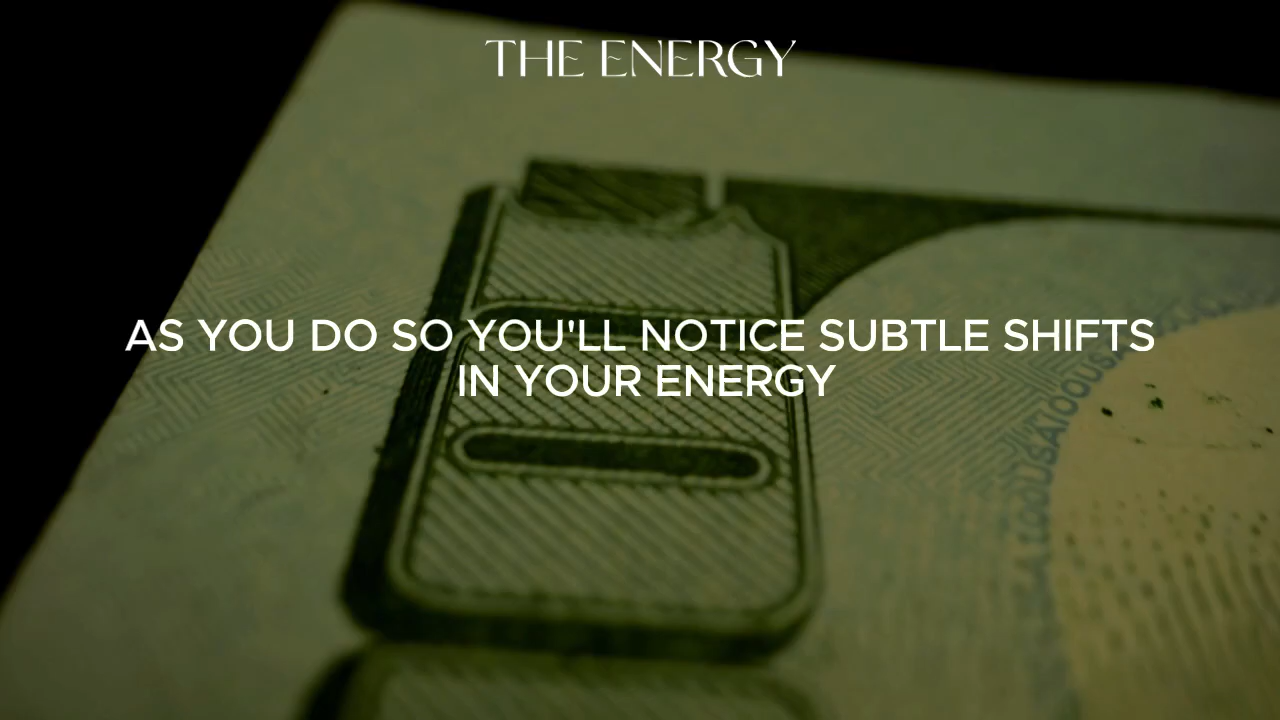 THE ENERGY
AS YOU DO SO YOU'LL NOTICE SUBTLE SHIFTS
IN YOUR ENERGY